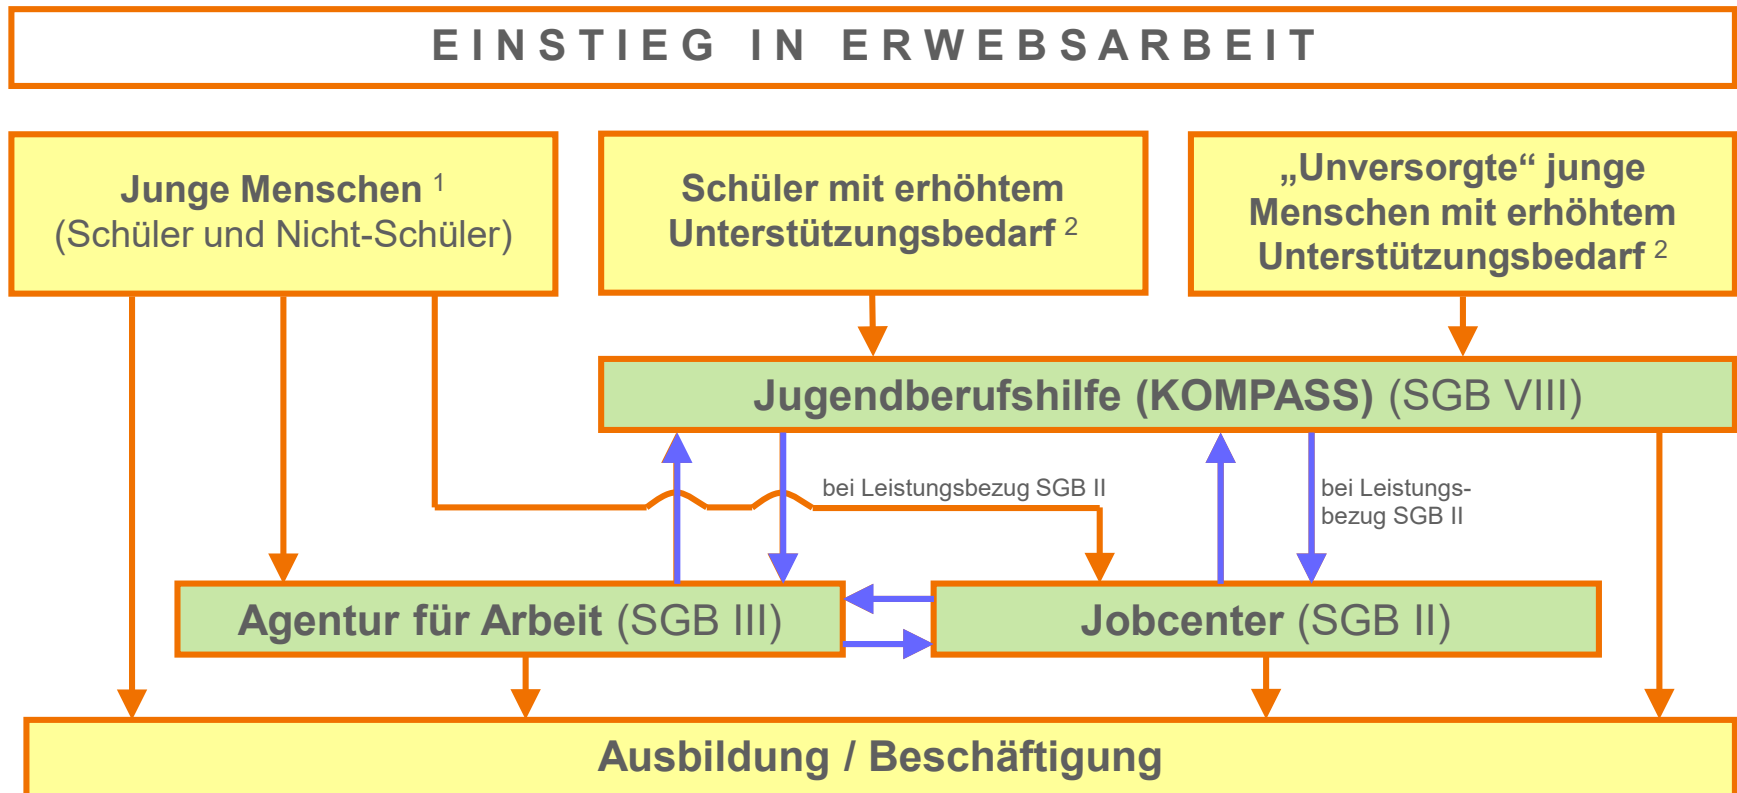 EINSTIEG IN ERWEBSARBEIT
Junge Menschen ¹
(Schüler und Nicht-Schüler)
Schüler mit erhöhtem
Unterstützungsbedarf ²
„Unversorgte“ junge
Menschen mit erhöhtem
Unterstützungsbedarf ²
Jugendberufshilfe (KOMPASS) (SGB VIII)
bei Leistungsbezug SGB II
bei Leistungs-
bezug SGB II
Agentur für Arbeit (SGB III)
Jobcenter (SGB II)
Ausbildung / Beschäftigung